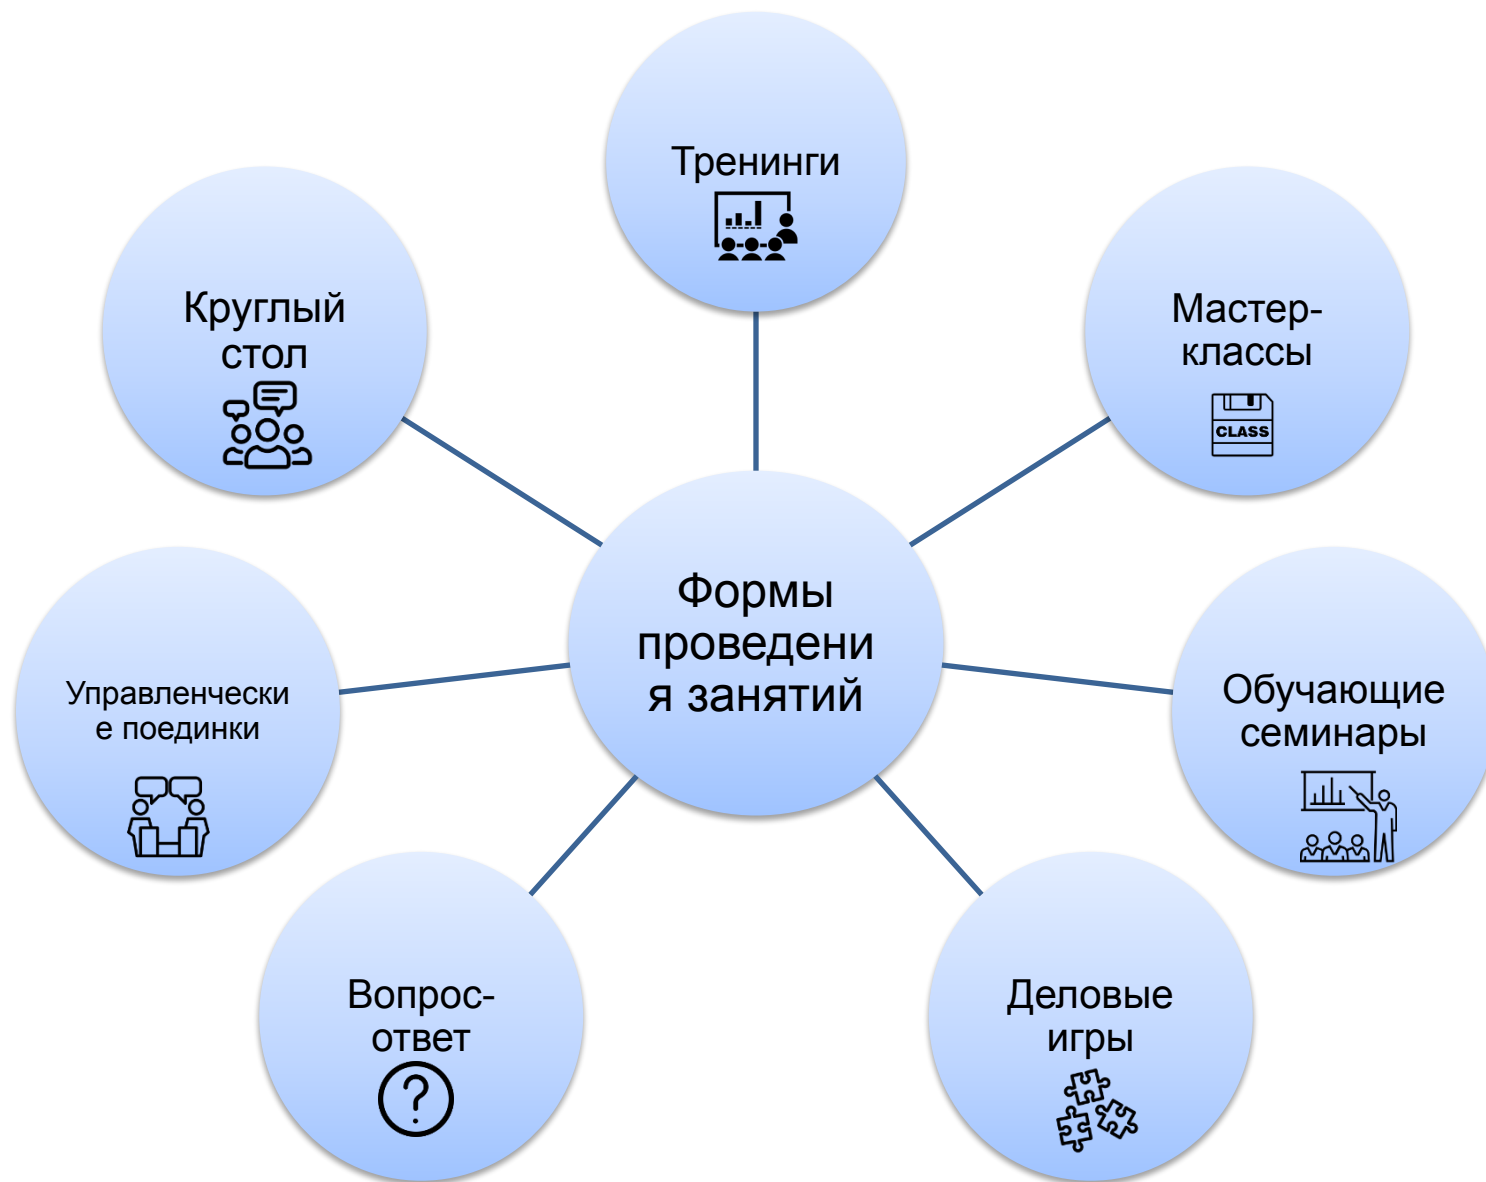 Тренинги
Круглый
стол
Мастер-
классы
CLASS
Формы
проведени
я занятий
Управленчески
е поединки
Обучающие
семинары
Вопрос-
ответ
?
Деловые
игры